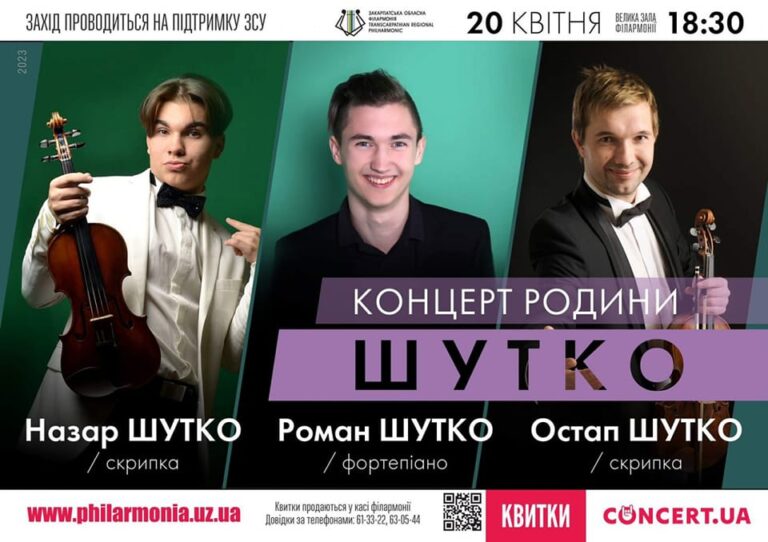 ЗАХІД ПРОВОДИТЬСЯ НА ПІДТРИМКУ ЗСУ
ЗАКАРПАТСЬКА ОБЛАСНА
ФІЛАРМОНІЯ
TRANSCARPATHIAN REGIONAL
PHILHARMONIC
20 КВІТНЯ
ВЕЛИКА ЗАЛА
ФІЛАРМОНІЇ
18:30
2023
КОНЦЕРТ РОДИНИ
ШУТКО
Назар ШУТКО
/ скрипка
Роман ШУТКО
/ фортепіано
Остап ШУТКО
/ скрипка
www.philarmonia.uz.ua
Квитки продаються у касі філармонії
Довідки за телефонами: 61-33-22, 63-05-44
КВИТКИ
CONCERT.UA